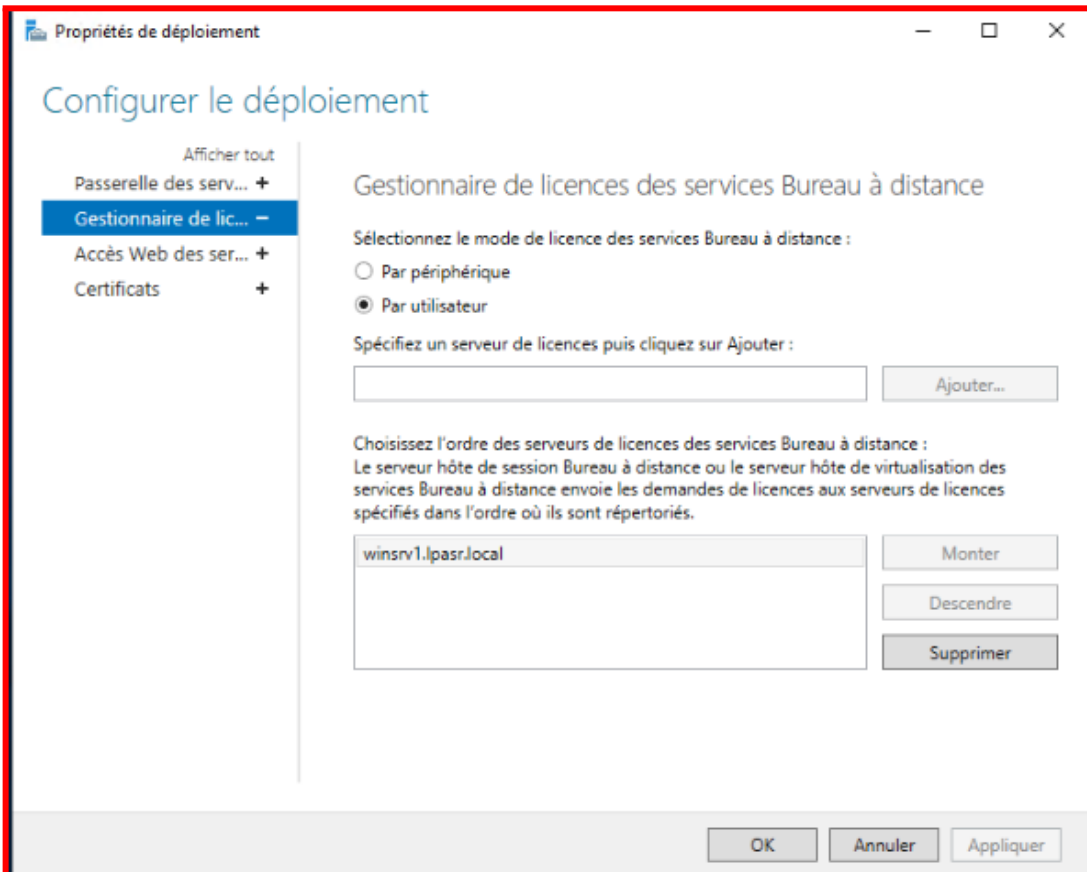 Propriétés de déploiement
Configurer le déploiement
Afficher tout
Passerelle des serv... +
Gestionnaire de lic... −
Accès Web des ser... +
Certificats +
Gestionnaire de licences des services Bureau à distance
Sélectionnez le mode de licence des services Bureau à distance :
Par périphérique
Par utilisateur
Spécifiez un serveur de licences puis cliquez sur Ajouter :
Ajouter...
Choisissez l'ordre des serveurs de licences des services Bureau à distance :
Le serveur hôte de session Bureau à distance ou le serveur hôte de virtualisation des
services Bureau à distance envoie les demandes de licences aux serveurs de licences
spécifiés dans l'ordre où ils sont répertoriés.
winsrv1.lpasr.local
Monter
Descendre
Supprimer
OK
Annuler
Appliquer